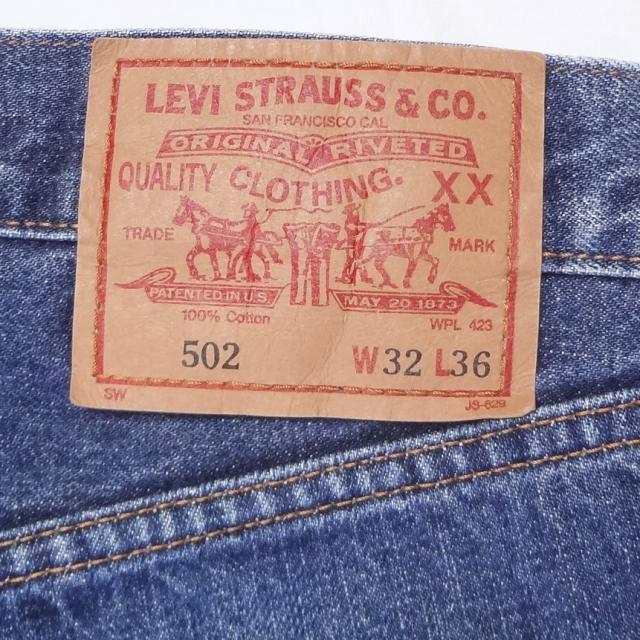 LEVI STRAUSS & CO.
SAN FRANCISCO CAL
ORIGINAL RIVETED
QUALITY CLOTHING. XX
TRADE MARK
PATENTED IN U.S. MAY 20.1873
100% Cotton WPL 423
502 W32 L36
SW JS-629